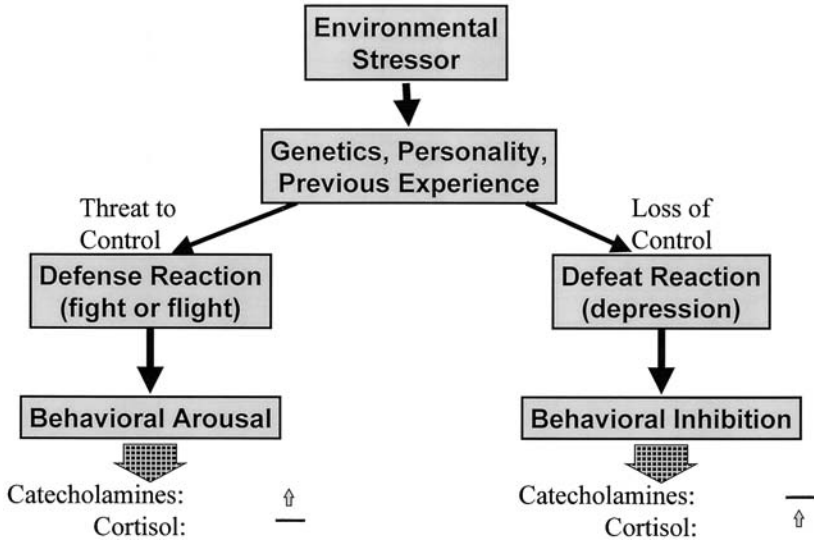 Environmental
Stressor
Genetics, Personality,
Previous Experience
Threat to
Control
Loss of
Control
Defense Reaction
(fight or flight)
Defeat Reaction
(depression)
Behavioral Arousal
Behavioral Inhibition
Catecholamines: ⇧
Cortisol: —
Catecholamines: —
Cortisol: ⇧